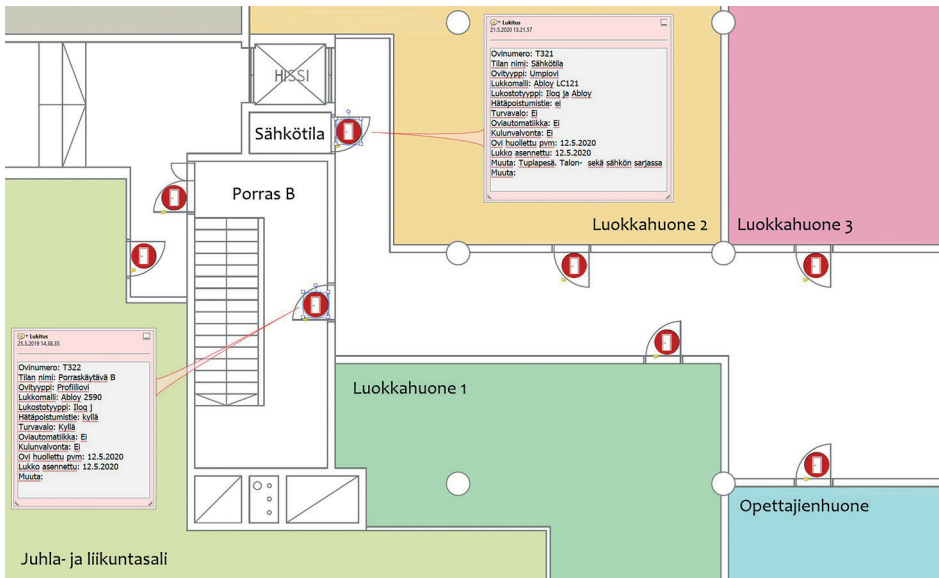 Lukitus
21.5.2020 13.21.57
Ovinumero: T321
Tilan nimi: Sähkötila
Ovityyppi: Umpiovi
Lukkomalli: Abloy LC121
Lukostotyyppi: Iloq ja Abloy
Hätäpoistumistie: ei
Turvavalo: Ei
Oviautomatiikka: Ei
Kulunvalvonta: Ei
Ovi huollettu pvm: 12.5.2020
Lukko asennettu: 12.5.2020
Muuta: Tuplapesä. Talon- sekä sähkön sarjassa
Muuta:
HISSI
Sähkötila
Porras B
Luokkahuone 2
Luokkahuone 3
Lukitus
25.3.2019 14.38.35
Ovinumero: T322
Tilan nimi: Porraskäytävä B
Ovityyppi: Profiiliovi
Lukkomalli: Abloy 2590
Lukostotyyppi: Iloq j
Hätäpoistumistie: kyllä
Turvavalo: Kyllä
Oviautomatiikka: Ei
Kulunvalvonta: Ei
Ovi huollettu pvm: 12.5.2020
Lukko asennettu: 12.5.2020
Muuta:
Luokkahuone 1
Opettajienhuone
Juhla- ja liikuntasali